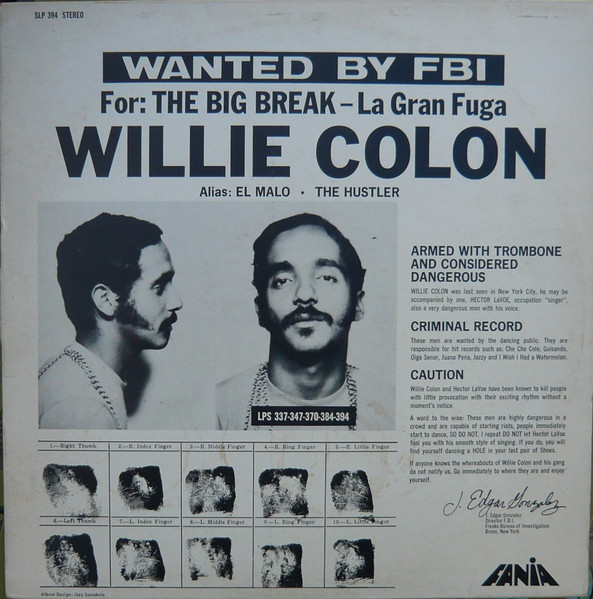 SLP 394 STEREO
WANTED BY FBI
For: THE BIG BREAK – La Gran Fuga
WILLIE COLON
Alias: EL MALO • THE HUSTLER
LPS 337-347-370-384-394
ARMED WITH TROMBONE
AND CONSIDERED
DANGEROUS
WILLIE COLON was last seen in New York City, he may be
accompanied by one, HECTOR LaVOE, occupation "singer",
also a very dangerous man with his voice.
CRIMINAL RECORD
These men are wanted by the dancing public. They are
responsible for hit records such as: Che Che Cole, Guisando,
Oiga Senor, Juana Pena, Jazzy and I Wish I Had a Watermelon.
CAUTION
Willie Colon and Hector LaVoe have been known to kill people
with little provocation with their exciting rhythm without a
moment's notice.
A word to the wise: These men are highly dangerous in a
crowd and are capable of starting riots, people immediately
start to dance, SO DO NOT, I repeat DO NOT let Hector LaVoe
fool you with his smooth style of singing. If you do, you will
find yourself dancing a HOLE in your last pair of Shoes.
If anyone knows the whereabouts of Willie Colon and his gang
do not notify us. Go immediately to where they are and enjoy
yourself.
J. Edgar Gonzalez
J. Edgar Gonzalez
Director F.B.I.
Freaks Bureau of Investigation
Bronx, New York
1.—Right Thumb 2.—R. Index Finger 3.—R. Middle Finger 4.—R. Ring Finger 5.—R. Little Finger
6.—Left Thumb 7.—L. Index Finger 8.—L. Middle Finger 9.—L. Ring Finger 10.—L. Little Finger
Album Design: Izzy Sanabria
FANIA